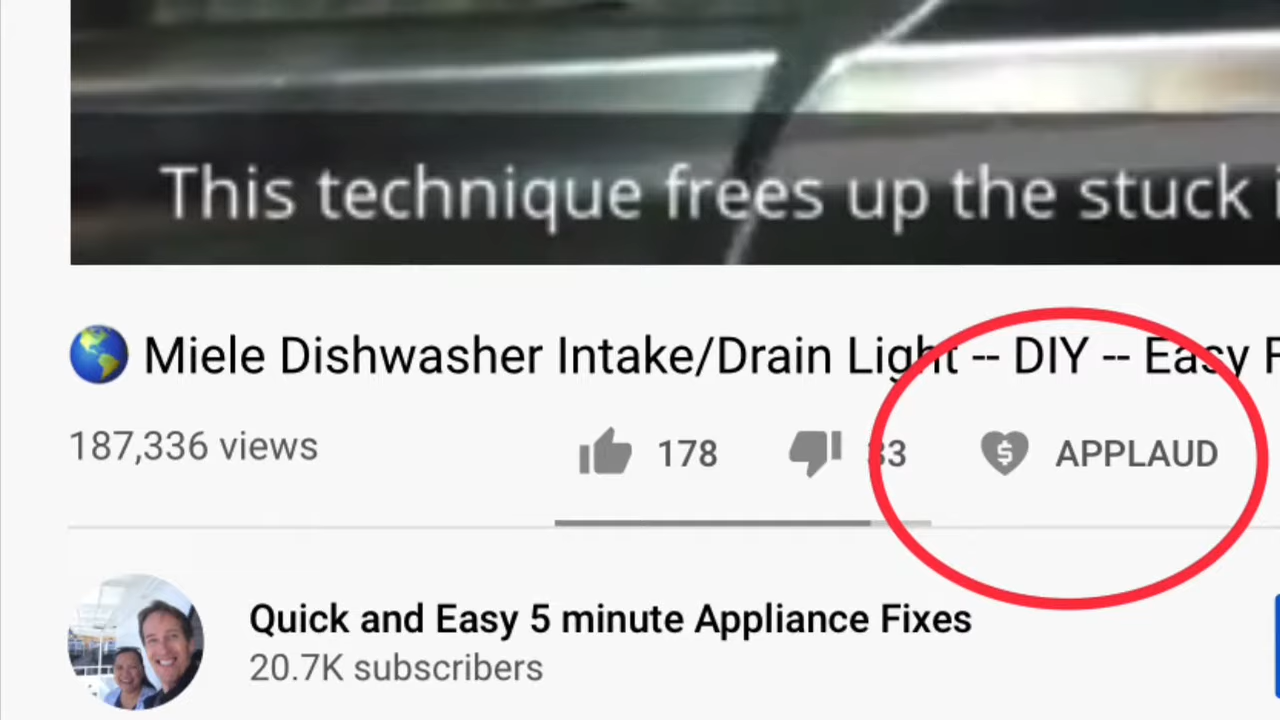 This technique frees up the stuck
Miele Dishwasher Intake/Drain Light -- DIY -- Easy
187,336 views 178 33 $ APPLAUD
Quick and Easy 5 minute Appliance Fixes
20.7K subscribers